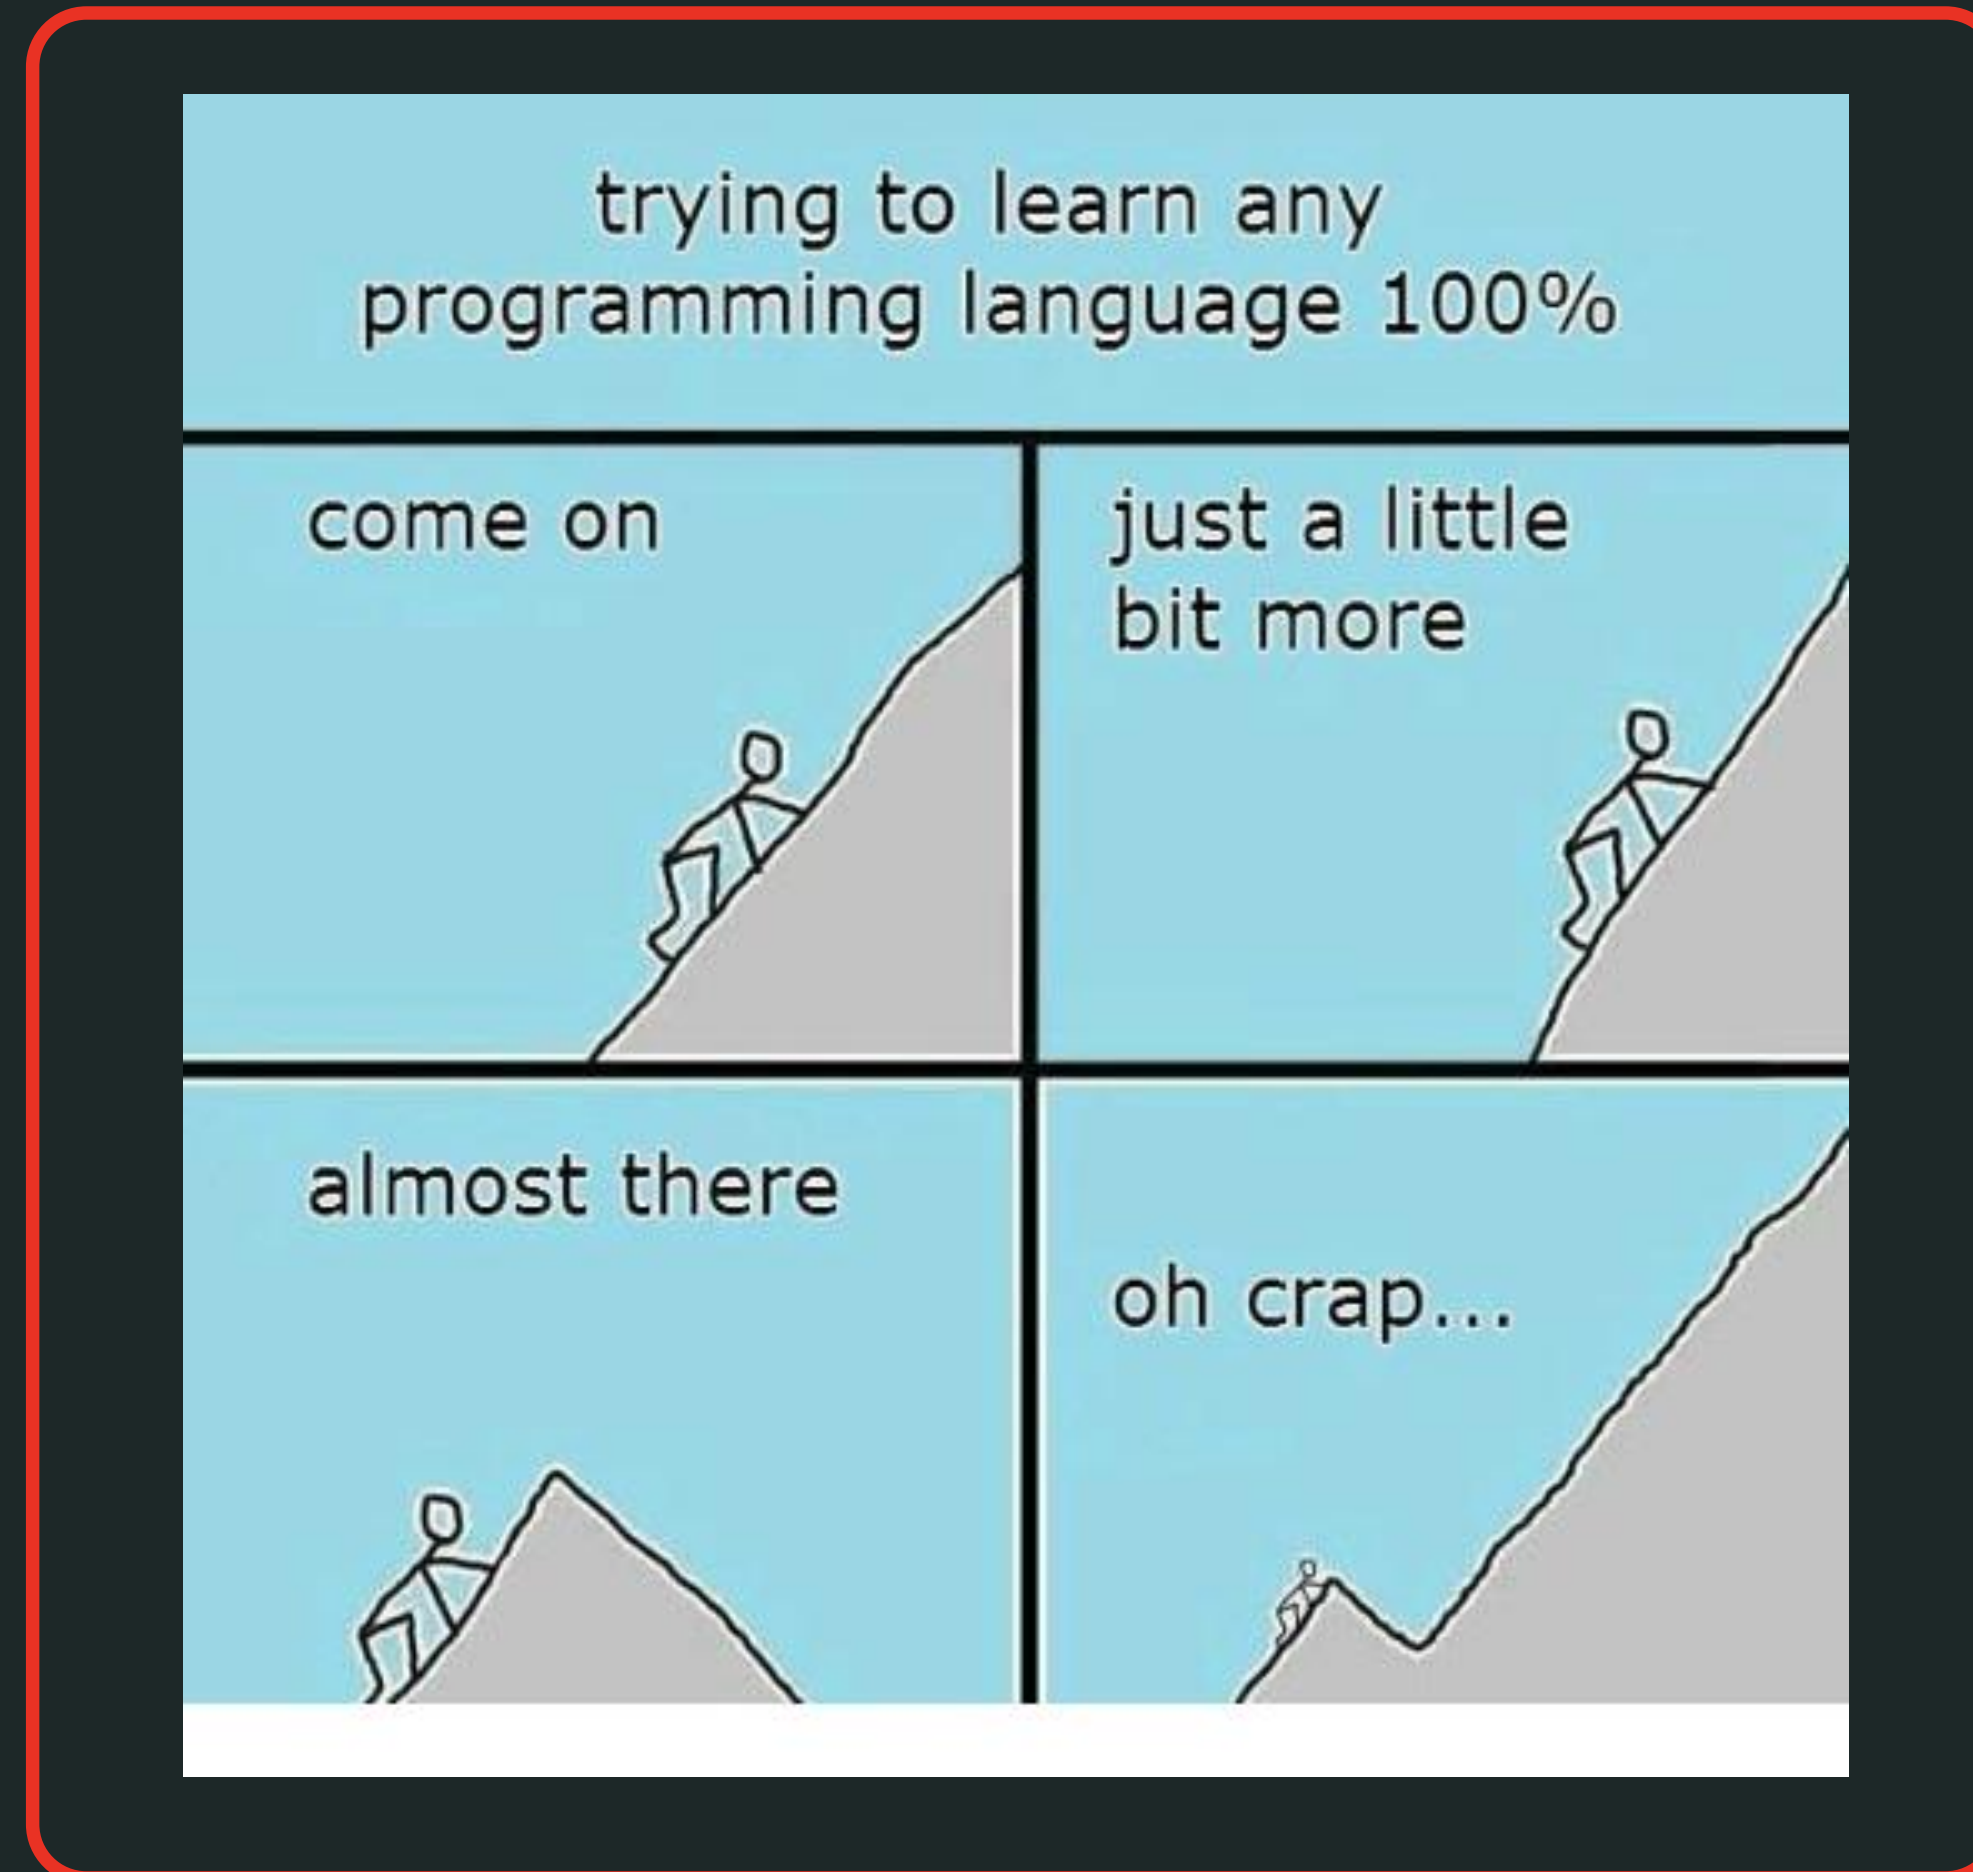 trying to learn any
programming language 100%
come on
just a little
bit more
almost there
oh crap...